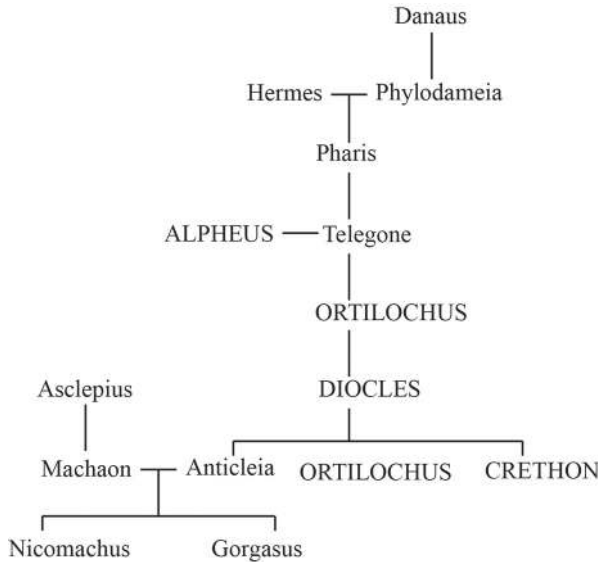 Danaus
Hermes Phylodameia
Pharis
ALPHEUS Telegone
ORTILOCHUS
DIOCLES
Asclepius
Machaon Anticleia ORTILOCHUS CRETHON
Nicomachus Gorgasus